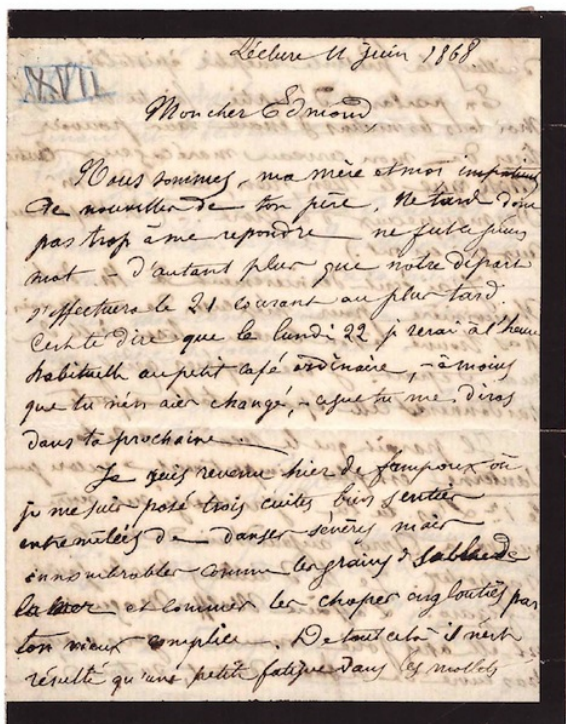 Lécluse 11 juin 1868
XVII
Mon cher Edmond
Nous sommes, ma mère et moi impatients
de nouvelles de ton père. Ne tarde donc
pas trop à me repondre ne fut ce qu'un
mot - d'autant plus que notre départ
s'effectuera le 21 courant au plus tard.
C'est te dire que le lundi 22 je serai à l'heure
habituelle au petit café ordinaire, - à moins
que tu n'en aies changé, - ce que tu me diras
dans ta prochaine.
Je suis revenu hier de fampoux où
je me suis posé trois cuites bien senties
entremêlées de danses sévères mais
innombrables comme les grains de sable de
la mer et comme les chopes englouties par
ton vieux complice. De tout cela il n'est
résulté qu'une petite fatigue dans les mollets